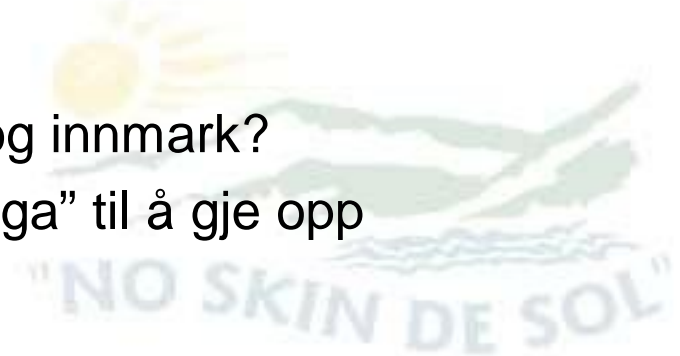 og innmark?
ga” til å gje opp
"NO SKIN DE SOL"